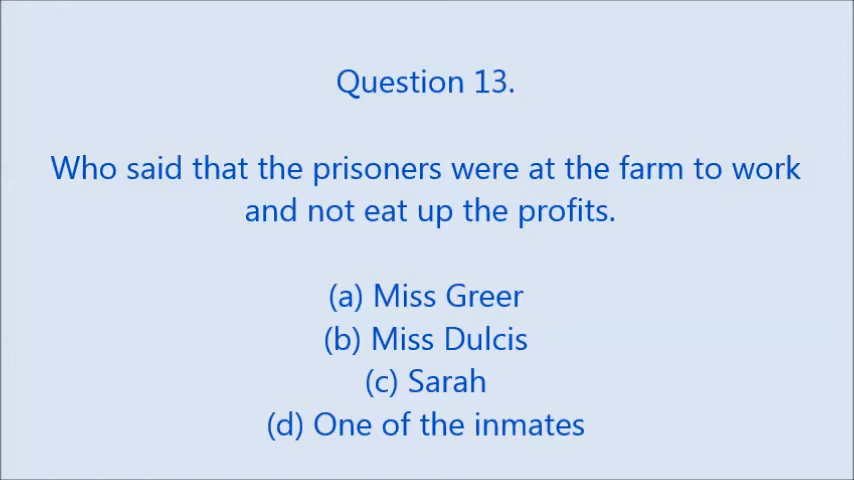 Question 13.
Who said that the prisoners were at the farm to work
and not eat up the profits.
(a) Miss Greer
(b) Miss Dulcis
(c) Sarah
(d) One of the inmates